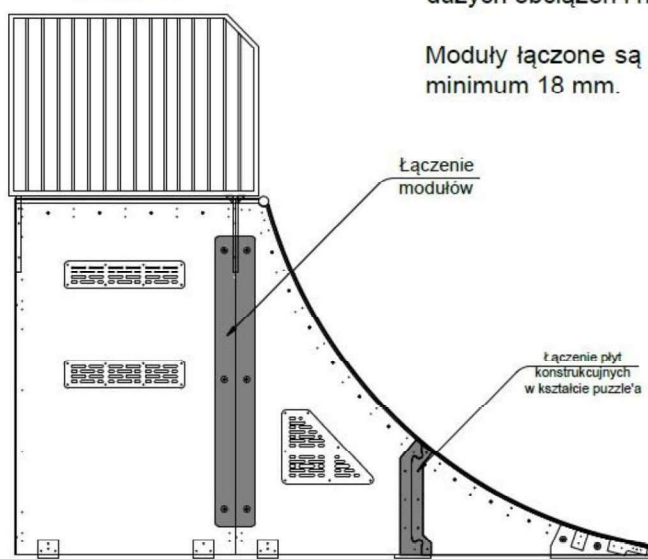 Moduły łączone są
minimum 18 mm.
Łączenie
modułów
Łączenie płyt
konstrukcyjnych
w kształcie puzzle'a